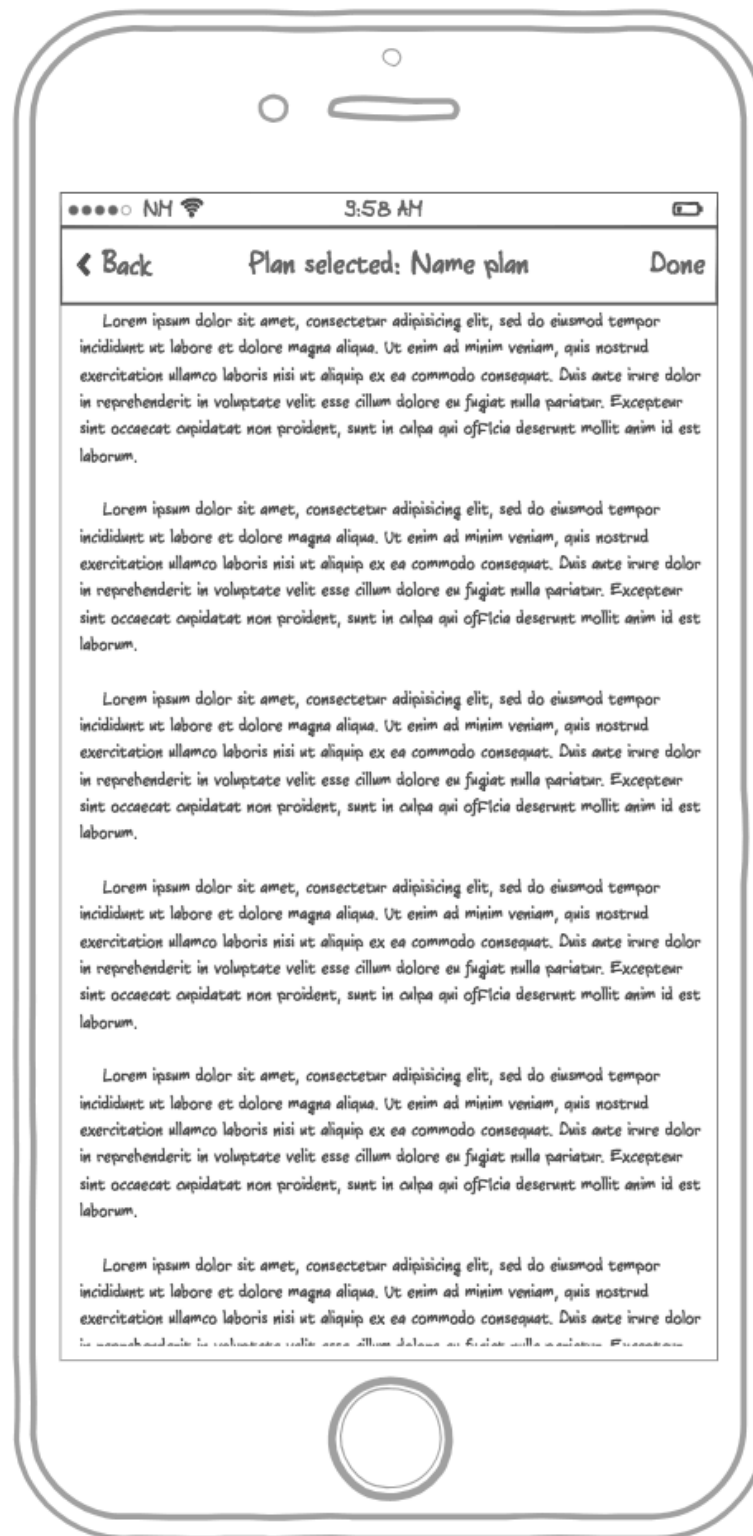 NM 9:58 AM
Back Plan selected: Name plan Done
Lorem ipsum dolor sit amet, consectetur adipisicing elit, sed do eiusmod tempor
incididunt ut labore et dolore magna aliqua. Ut enim ad minim veniam, quis nostrud
exercitation ullamco laboris nisi ut aliquip ex ea commodo consequat. Duis aute irure dolor
in reprehenderit in voluptate velit esse cillum dolore eu fugiat nulla pariatur. Excepteur
sint occaecat cupidatat non proident, sunt in culpa qui officia deserunt mollit anim id est
laborum.
Lorem ipsum dolor sit amet, consectetur adipisicing elit, sed do eiusmod tempor
incididunt ut labore et dolore magna aliqua. Ut enim ad minim veniam, quis nostrud
exercitation ullamco laboris nisi ut aliquip ex ea commodo consequat. Duis aute irure dolor
in reprehenderit in voluptate velit esse cillum dolore eu fugiat nulla pariatur. Excepteur
sint occaecat cupidatat non proident, sunt in culpa qui officia deserunt mollit anim id est
laborum.
Lorem ipsum dolor sit amet, consectetur adipisicing elit, sed do eiusmod tempor
incididunt ut labore et dolore magna aliqua. Ut enim ad minim veniam, quis nostrud
exercitation ullamco laboris nisi ut aliquip ex ea commodo consequat. Duis aute irure dolor
in reprehenderit in voluptate velit esse cillum dolore eu fugiat nulla pariatur. Excepteur
sint occaecat cupidatat non proident, sunt in culpa qui officia deserunt mollit anim id est
laborum.
Lorem ipsum dolor sit amet, consectetur adipisicing elit, sed do eiusmod tempor
incididunt ut labore et dolore magna aliqua. Ut enim ad minim veniam, quis nostrud
exercitation ullamco laboris nisi ut aliquip ex ea commodo consequat. Duis aute irure dolor
in reprehenderit in voluptate velit esse cillum dolore eu fugiat nulla pariatur. Excepteur
sint occaecat cupidatat non proident, sunt in culpa qui officia deserunt mollit anim id est
laborum.
Lorem ipsum dolor sit amet, consectetur adipisicing elit, sed do eiusmod tempor
incididunt ut labore et dolore magna aliqua. Ut enim ad minim veniam, quis nostrud
exercitation ullamco laboris nisi ut aliquip ex ea commodo consequat. Duis aute irure dolor
in reprehenderit in voluptate velit esse cillum dolore eu fugiat nulla pariatur. Excepteur
sint occaecat cupidatat non proident, sunt in culpa qui officia deserunt mollit anim id est
laborum.
Lorem ipsum dolor sit amet, consectetur adipisicing elit, sed do eiusmod tempor
incididunt ut labore et dolore magna aliqua. Ut enim ad minim veniam, quis nostrud
exercitation ullamco laboris nisi ut aliquip ex ea commodo consequat. Duis aute irure dolor